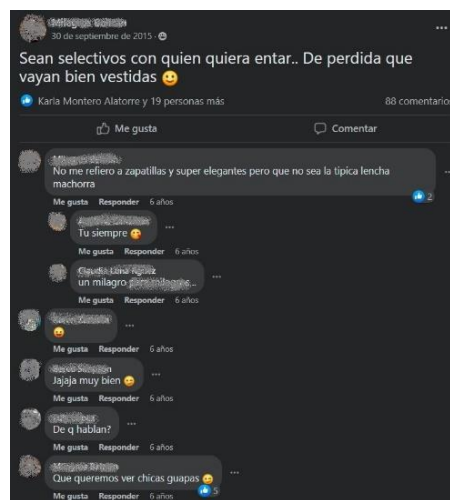 30 de septiembre de 2015
Sean selectivos con quien quiera entar.. De perdida que
vayan bien vestidas
Karla Montero Alatorre y 19 personas más
88 comentario
Me gusta
Comentar
No me refiero a zapatillas y super elegantes pero que no sea la tipica lencha
machorra
2
Me gusta Responder 6 años
Tu siempre
Me gusta Responder 6 años
un milagro
Me gusta Responder 6 años
Me gusta Responder 6 años
Jajaja muy bien
Me gusta Responder 6 años
De q hablan?
Me gusta Responder 6 años
Que queremos ver chicas guapas
5
Me gusta Responder 6 años